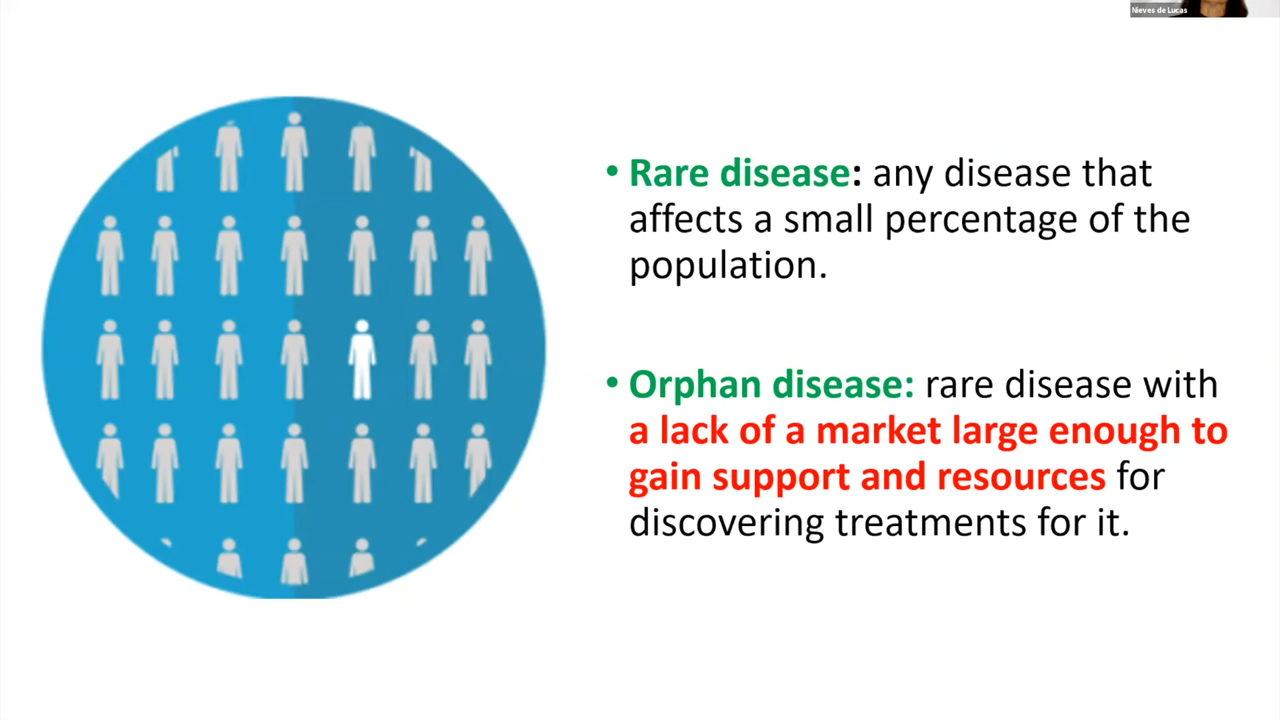 Nieves de Lucas
• Rare disease: any disease that
affects a small percentage of the
population.
• Orphan disease: rare disease with
a lack of a market large enough to
gain support and resources for
discovering treatments for it.